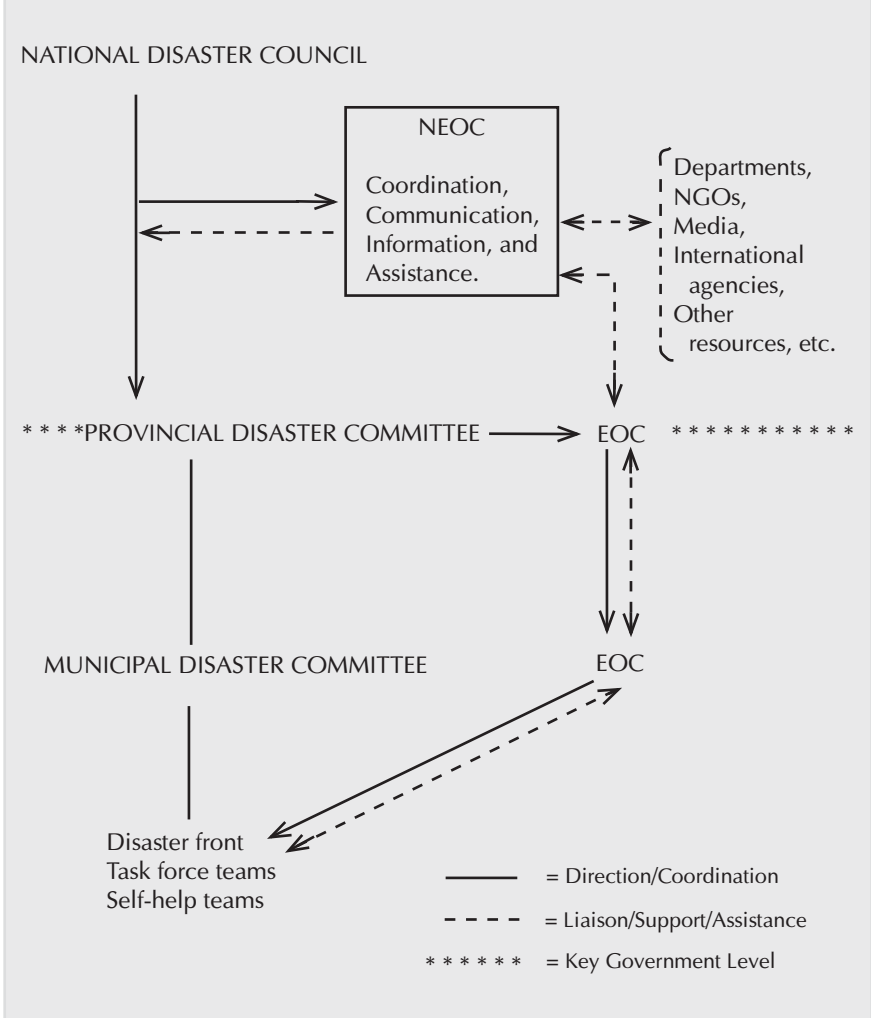 NATIONAL DISASTER COUNCIL
NEOC
Coordination,
Communication,
Information, and
Assistance.
Departments,
NGOs,
Media,
International
agencies,
Other
resources, etc.
* * * *PROVINCIAL DISASTER COMMITTEE
EOC
* * * * * * * * * * *
MUNICIPAL DISASTER COMMITTEE
EOC
Disaster front
Task force teams
Self-help teams
= Direction/Coordination
= Liaison/Support/Assistance
* * * * * * = Key Government Level